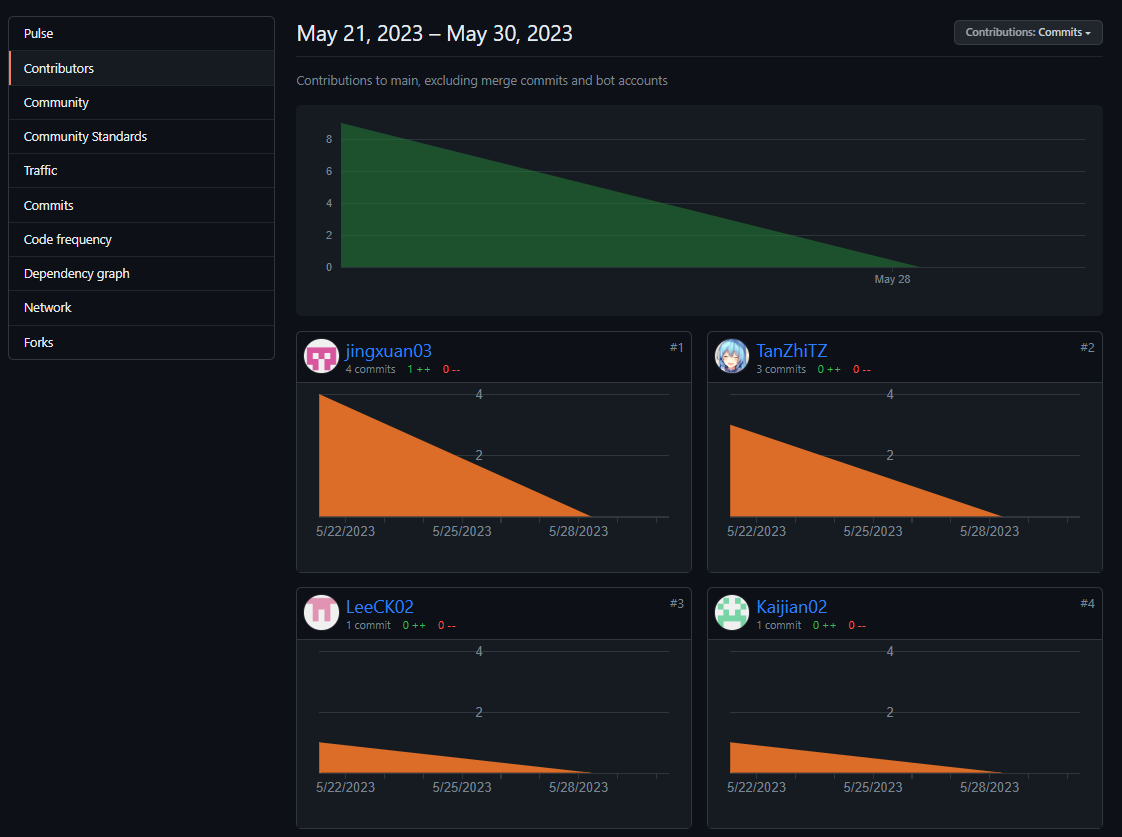 Pulse
Contributors
Community
Community Standards
Traffic
Commits
Code frequency
Dependency graph
Network
Forks
May 21, 2023 – May 30, 2023
Contributions: Commits
Contributions to main, excluding merge commits and bot accounts
8
6
4
2
0
May 28
jingxuan03
#1
4 commits 1 ++ 0 --
4
2
5/22/2023 5/25/2023 5/28/2023
TanZhiTZ
#2
3 commits 0 ++ 0 --
4
2
5/22/2023 5/25/2023 5/28/2023
LeeCK02
#3
1 commit 0 ++ 0 --
4
2
5/22/2023 5/25/2023 5/28/2023
Kaijian02
#4
1 commit 0 ++ 0 --
4
2
5/22/2023 5/25/2023 5/28/2023